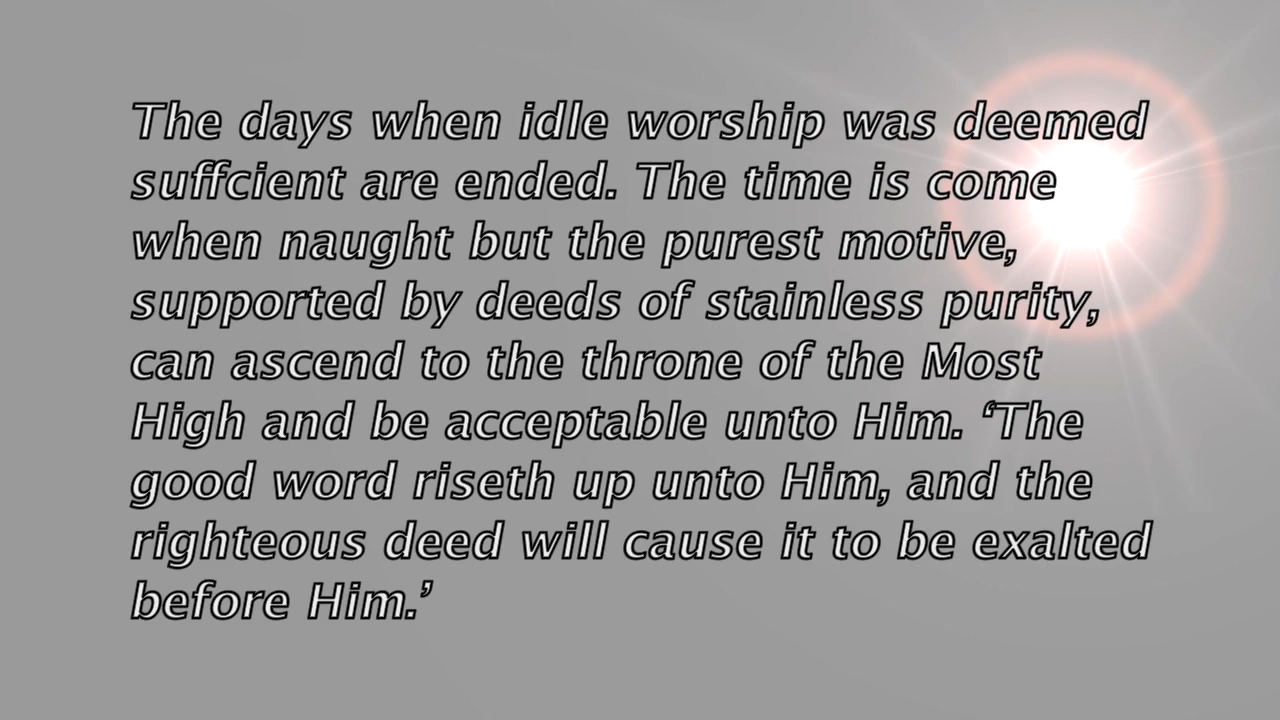 The days when idle worship was deemed
suffcient are ended. The time is come
when naught but the purest motive,
supported by deeds of stainless purity,
can ascend to the throne of the Most
High and be acceptable unto Him. ‘The
good word riseth up unto Him, and the
righteous deed will cause it to be exalted
before Him.’